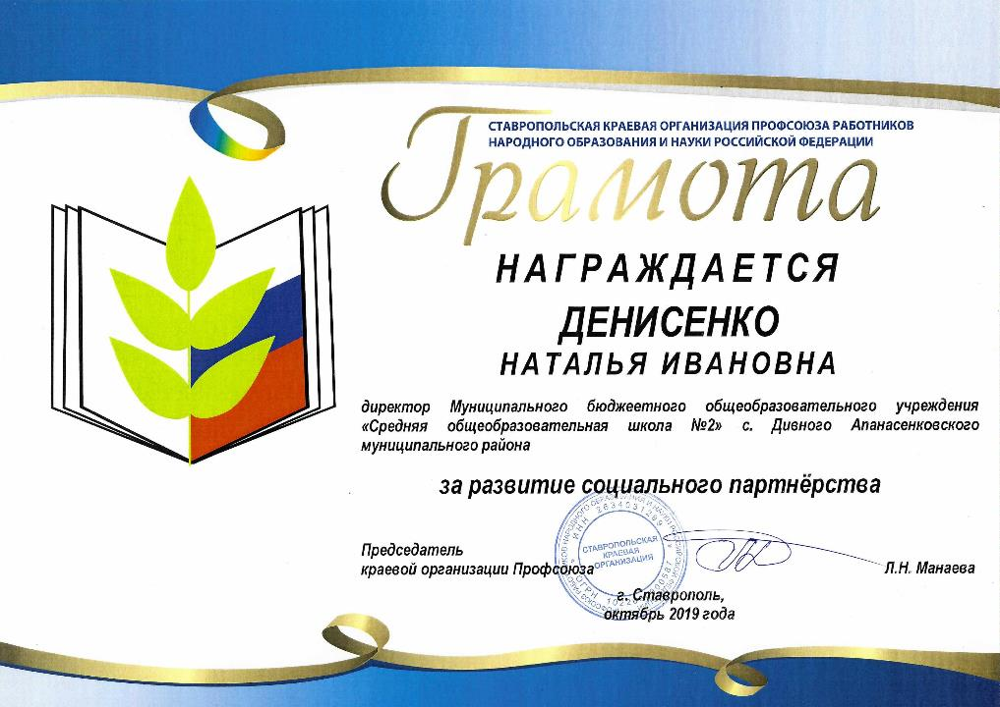 СТАВРОПОЛЬСКАЯ КРАЕВАЯ ОРГАНИЗАЦИЯ ПРОФСОЮЗА РАБОТНИКОВ
НАРОДНОГО ОБРАЗОВАНИЯ И НАУКИ РОССИЙСКОЙ ФЕДЕРАЦИИ
Грамота
НАГРАЖДАЕТСЯ
ДЕНИСЕНКО
НАТАЛЬЯ ИВАНОВНА
директор Муниципального бюджеетного общеобразовательного учреждения
«Средняя общеобразовательная школа №2» с. Дивного Апанасенковского
муниципального района
за развитие социального партнёрства
СТАВРОПОЛЬСКАЯ
КРАЕВАЯ
ОРГАНИЗАЦИЯ
Председатель
краевой организации Профсоюза
Л.Н. Манаева
г. Ставрополь,
октябрь 2019 года